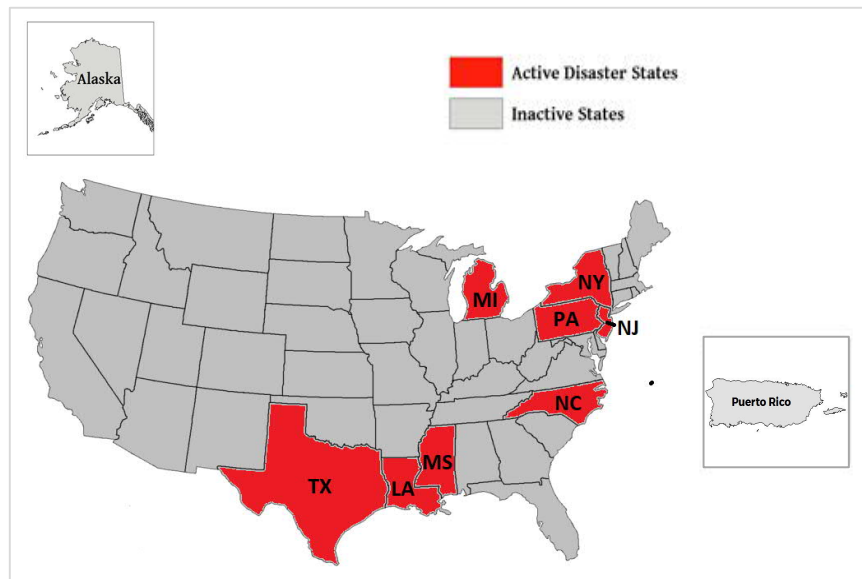 Alaska
Active Disaster States
Inactive States
MI
NY
PA
NJ
NC
Puerto Rico
MS
TX
LA